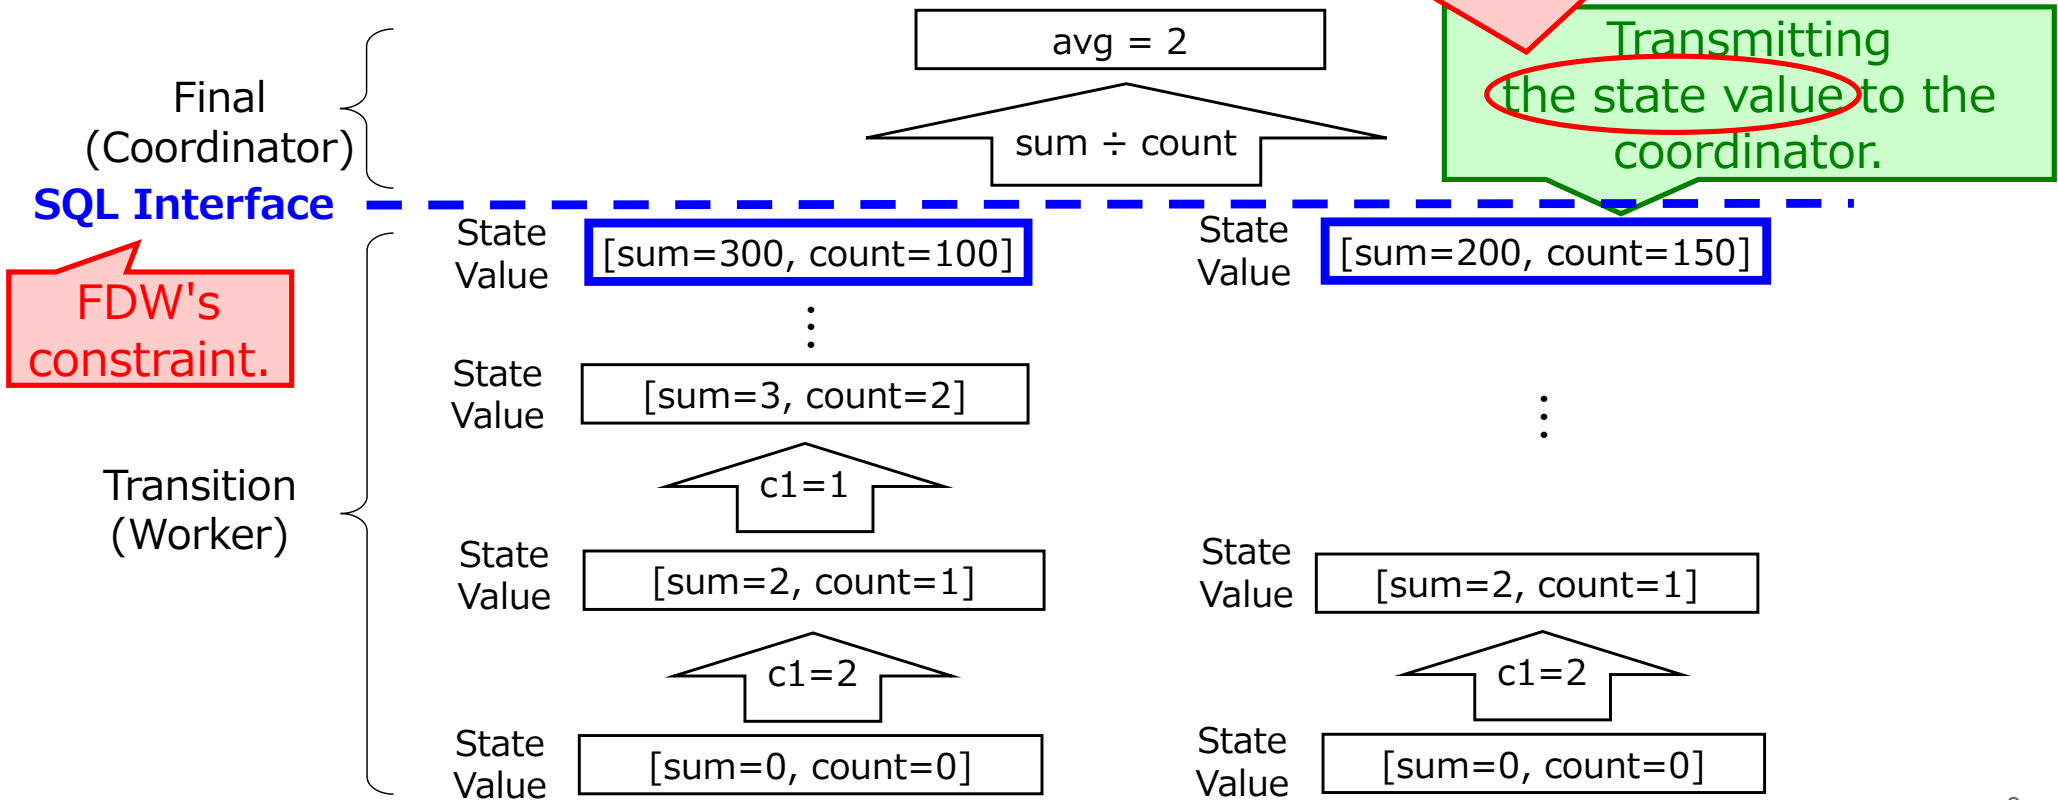 avg = 2
Transmitting
the state value to the
coordinator.
Final
(Coordinator)
sum ÷ count
SQL Interface
State
Value
[sum=300, count=100]
State
Value
[sum=200, count=150]
FDW's
constraint.
⋮
State
Value
[sum=3, count=2]
⋮
c1=1
Transition
(Worker)
State
Value
[sum=2, count=1]
State
Value
[sum=2, count=1]
c1=2
c1=2
State
Value
[sum=0, count=0]
State
Value
[sum=0, count=0]